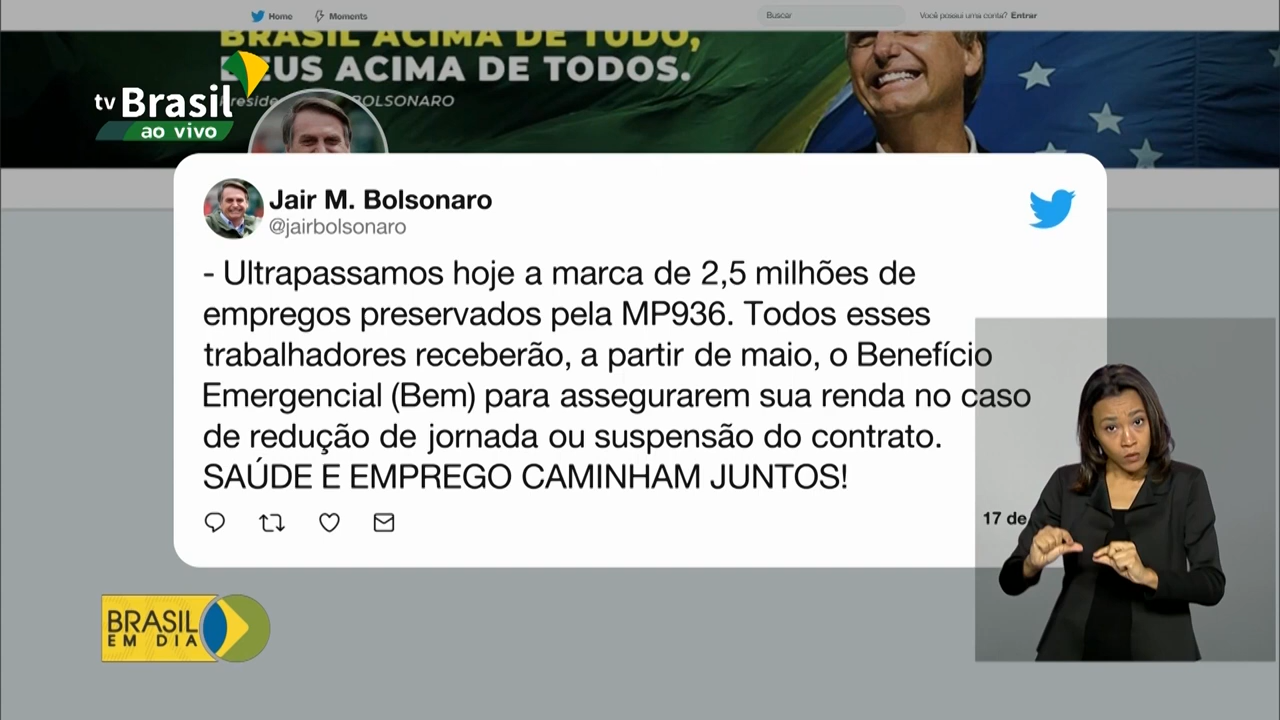 Home
Moments
Buscar
Você possui uma conta? Entrar
BRASIL ACIMA DE TUDO,
DEUS ACIMA DE TODOS.
BOLSONARO
tv Brasil
ao vivo
Jair M. Bolsonaro
@jairbolsonaro
- Ultrapassamos hoje a marca de 2,5 milhões de
empregos preservados pela MP936. Todos esses
trabalhadores receberão, a partir de maio, o Benefício
Emergencial (Bem) para assegurarem sua renda no caso
de redução de jornada ou suspensão do contrato.
SAÚDE E EMPREGO CAMINHAM JUNTOS!
17 de
BRASIL
EM DIA